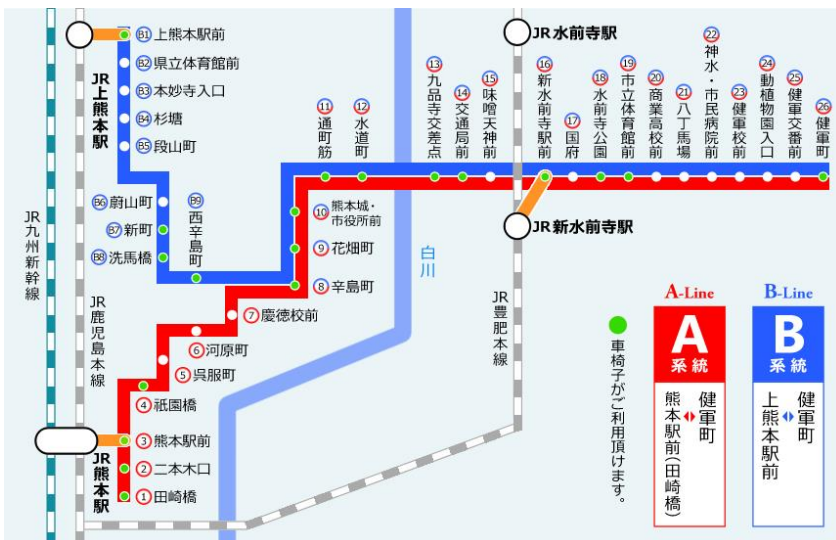 B1 上熊本駅前
B2 県立体育館前
B3 本妙寺入口
B4 杉塘
B5 段山町
B6 蔚山町
B7 新町
B8 洗馬橋
B9 西辛島町
JR上熊本駅
JR九州新幹線
JR鹿児島本線
1 田崎橋
2 二本木口
3 熊本駅前
JR熊本駅
4 祇園橋
5 呉服町
6 河原町
7 慶徳校前
8 辛島町
9 花畑町
10 熊本城・
市役所前
11 通町筋
12 水道町
白川
13 九品寺交差点
14 交通局前
15 味噌天神前
JR水前寺駅
16 新水前寺駅前
JR新水前寺駅
JR豊肥本線
17 国府
18 水前寺公園
19 市立体育館前
20 商業高校前
21 八丁馬場
22 神水・市民病院前
23 健軍校前
24 動植物園入口
25 健軍交番前
26 健軍町
車椅子がご利用頂けます。
A-Line
A
系統
健軍町
熊本駅前(田崎橋)
B-Line
B
系統
健軍町
上熊本駅前